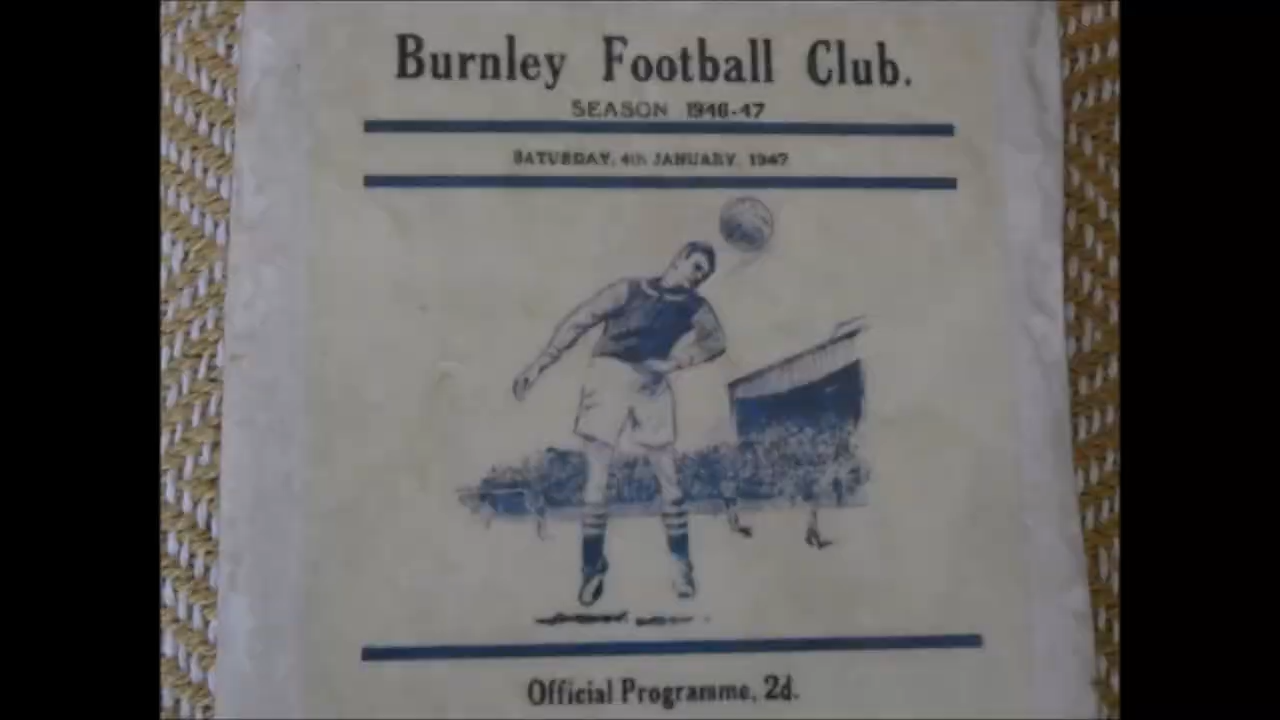 Burnley Football Club.
SEASON 1946-47
SATURDAY, 4th JANUARY, 1947
Official Programme, 2d.